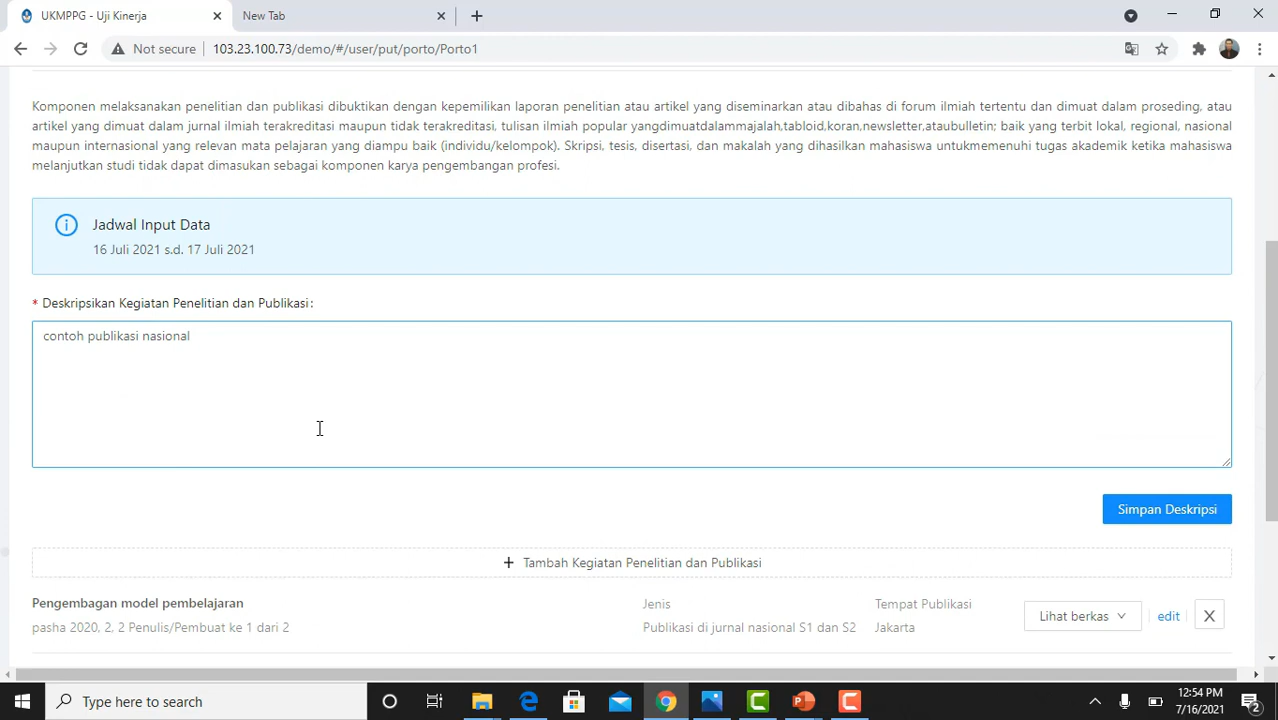 UKMPPG - Uji Kinerja
New Tab
Not secure
103.23.100.73/demo/#/user/put/porto/Porto1
Komponen melaksanakan penelitian dan publikasi dibuktikan dengan kepemilikan laporan penelitian atau artikel yang diseminarkan atau dibahas di forum ilmiah tertentu dan dimuat dalam proseding, atau
artikel yang dimuat dalam jurnal ilmiah terakreditasi maupun tidak terakreditasi, tulisan ilmiah popular yangdimuatdalammajalah,tabloid,koran,newsletter,ataubulletin; baik yang terbit lokal, regional, nasional
maupun internasional yang relevan mata pelajaran yang diampu baik (individu/kelompok). Skripsi, tesis, disertasi, dan makalah yang dihasilkan mahasiswa untukmemenuhi tugas akademik ketika mahasiswa
melanjutkan studi tidak dapat dimasukan sebagai komponen karya pengembangan profesi.
Jadwal Input Data
16 Juli 2021 s.d. 17 Juli 2021
* Deskripsikan Kegiatan Penelitian dan Publikasi:
contoh publikasi nasional
Simpan Deskripsi
+ Tambah Kegiatan Penelitian dan Publikasi
Pengembagan model pembelajaran
pasha 2020, 2, 2 Penulis/Pembuat ke 1 dari 2
Jenis
Publikasi di jurnal nasional S1 dan S2
Tempat Publikasi
Jakarta
Lihat berkas
edit
X
Type here to search
12:54 PM
7/16/2021
2